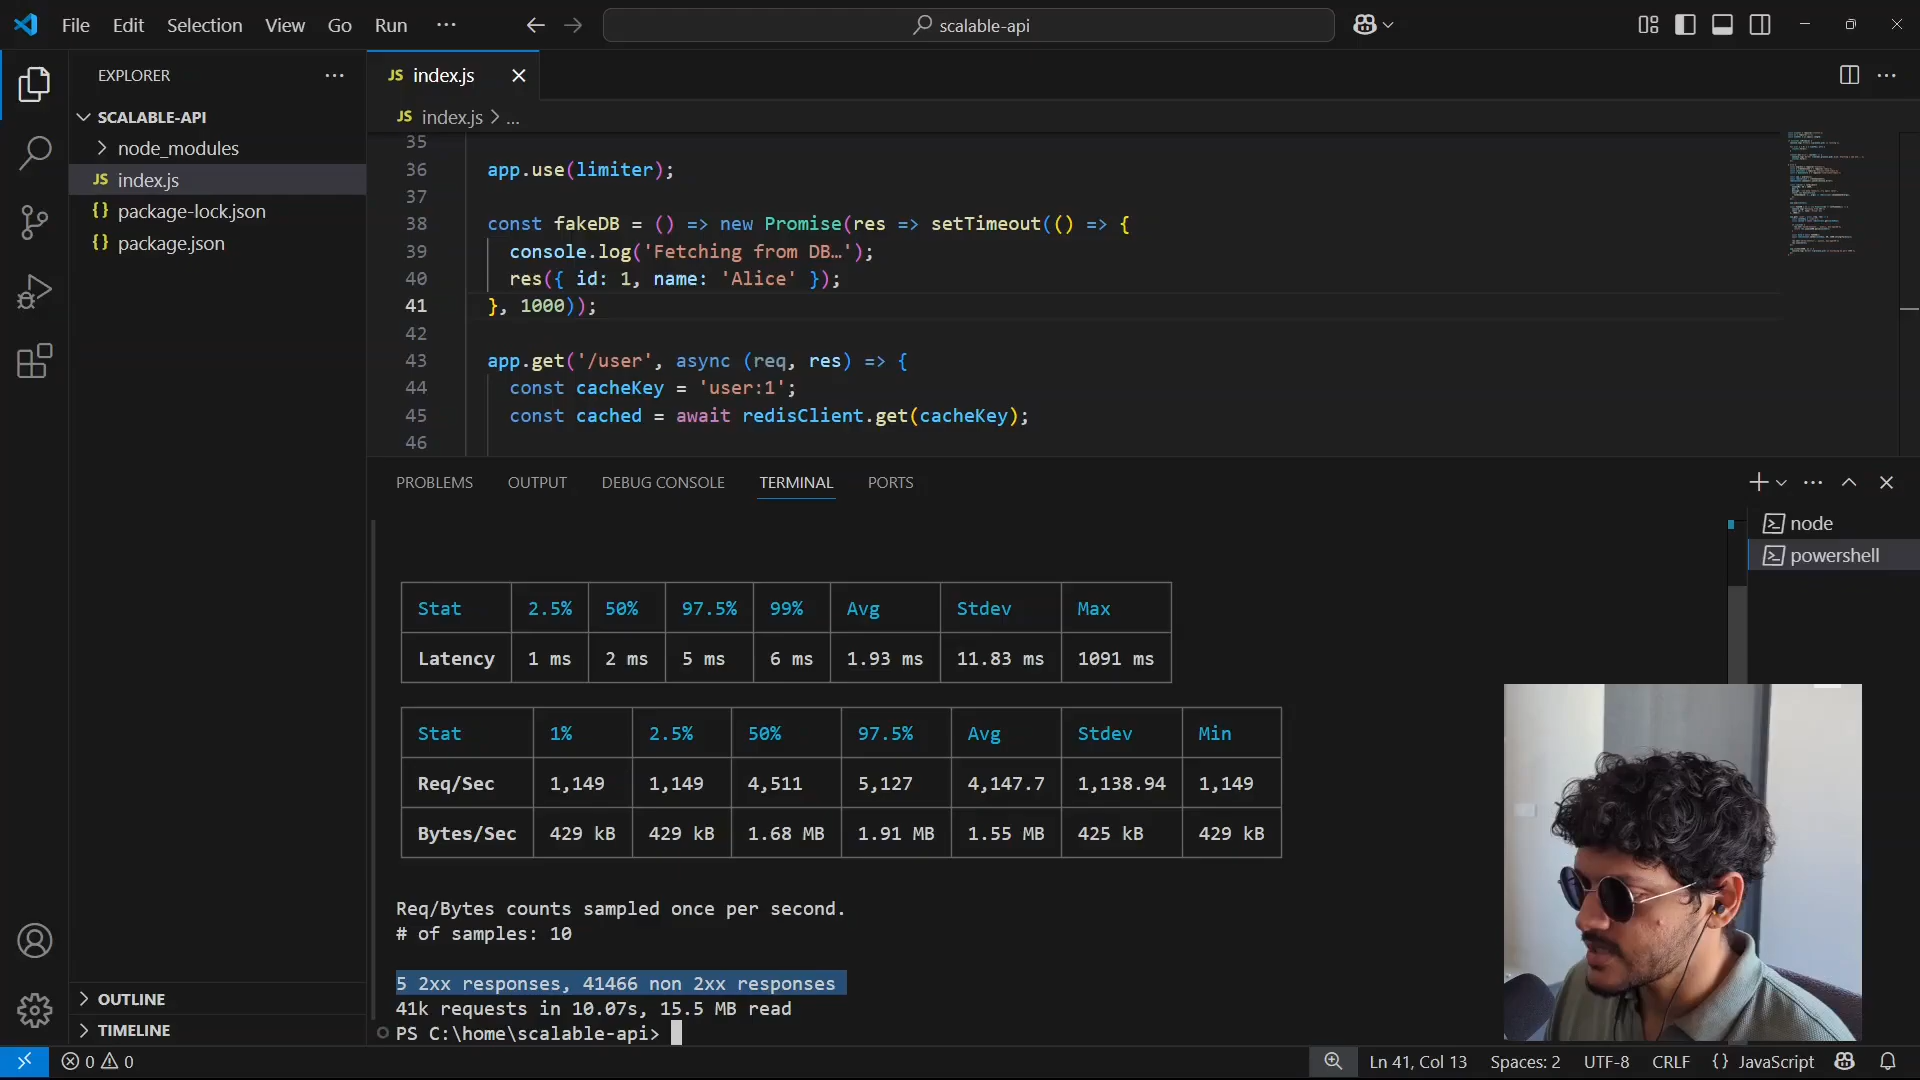 File Edit Selection View Go Run ···
scalable-api
EXPLORER
SCALABLE-API
node_modules
JS index.js
{} package-lock.json
{} package.json
OUTLINE
TIMELINE
JS index.js
JS index.js > ...
35
36 app.use(limiter);
37
38 const fakeDB = () => new Promise(res => setTimeout(() => {
39 console.log('Fetching from DB…');
40 res({ id: 1, name: 'Alice' });
41 }, 1000));
42
43 app.get('/user', async (req, res) => {
44 const cacheKey = 'user:1';
45 const cached = await redisClient.get(cacheKey);
46
PROBLEMS OUTPUT DEBUG CONSOLE TERMINAL PORTS
node
powershell
Stat 2.5% 50% 97.5% 99% Avg Stdev Max
Latency 1 ms 2 ms 5 ms 6 ms 1.93 ms 11.83 ms 1091 ms
Stat 1% 2.5% 50% 97.5% Avg Stdev Min
Req/Sec 1,149 1,149 4,511 5,127 4,147.7 1,138.94 1,149
Bytes/Sec 429 kB 429 kB 1.68 MB 1.91 MB 1.55 MB 425 kB 429 kB
Req/Bytes counts sampled once per second.
# of samples: 10
5 2xx responses, 41466 non 2xx responses
41k requests in 10.07s, 15.5 MB read
PS C:\home\scalable-api>
0 0
Ln 41, Col 13 Spaces: 2 UTF-8 CRLF {} JavaScript